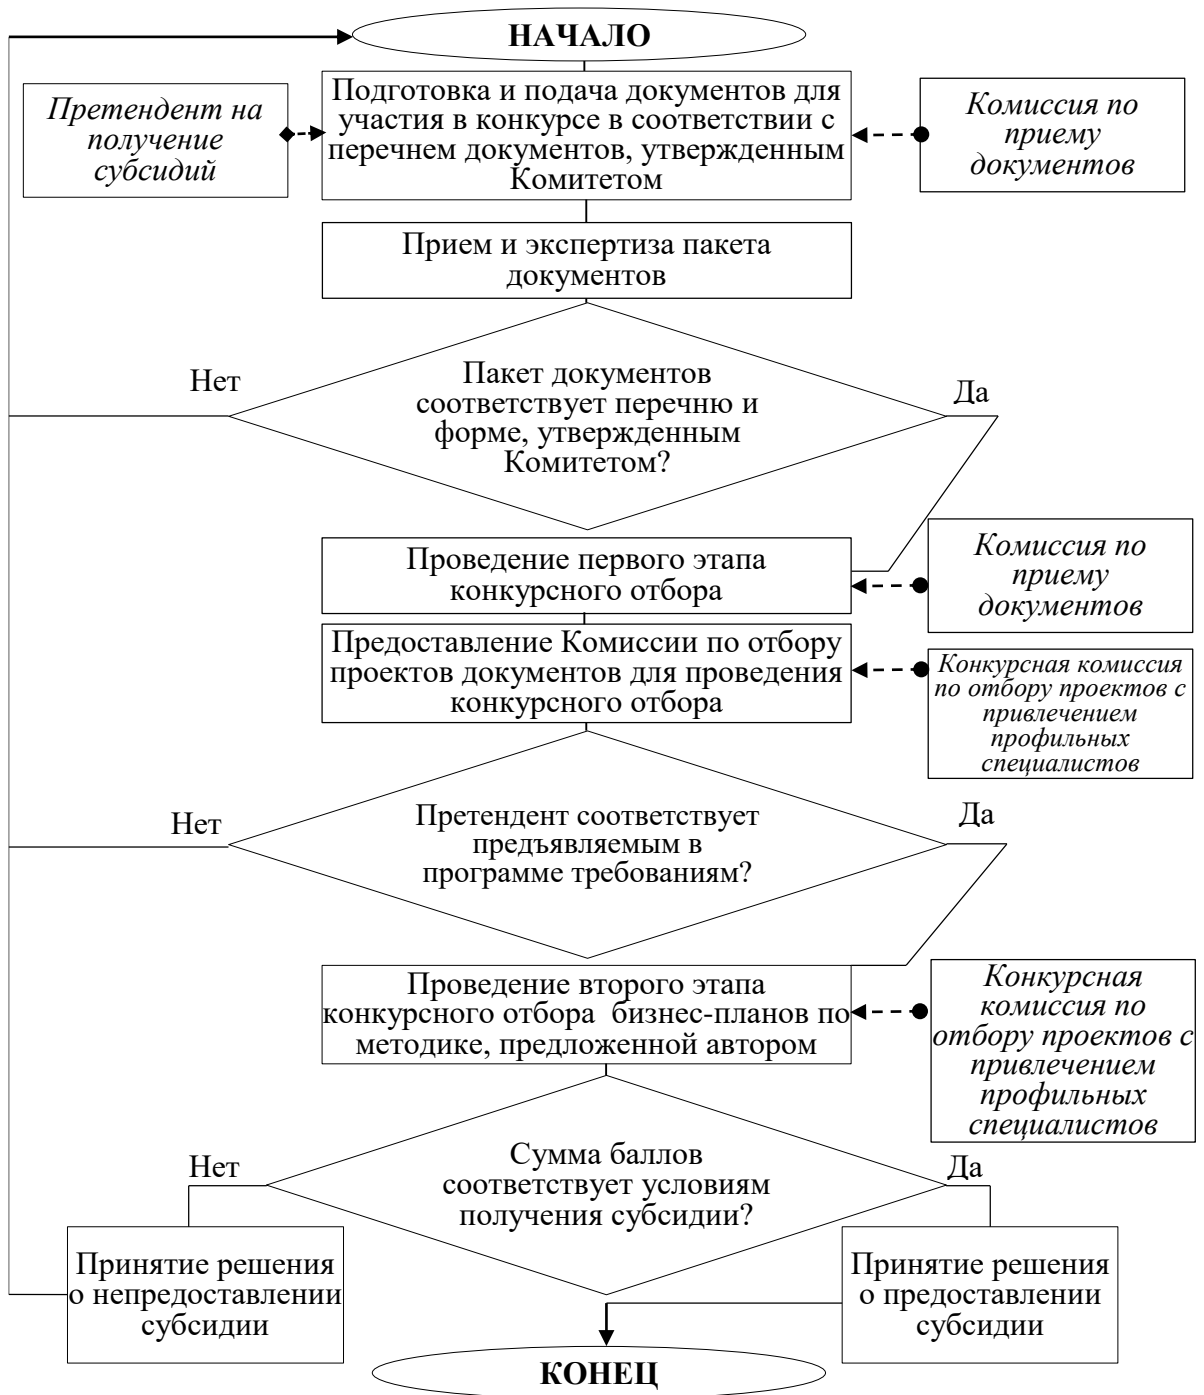 НАЧАЛО
Претендент на
получение
субсидий
Подготовка и подача документов для
участия в конкурсе в соответствии с
перечнем документов, утвержденным
Комитетом
Комиссия по
приему
документов
Прием и экспертиза пакета
документов
Нет
Пакет документов
соответствует перечню и
форме, утвержденным
Комитетом?
Да
Проведение первого этапа
конкурсного отбора
Комиссия по
приему
документов
Предоставление Комиссии по отбору
проектов документов для проведения
конкурсного отбора
Конкурсная комиссия
по отбору проектов с
привлечением
профильных
специалистов
Нет
Претендент соответствует
предъявляемым в
программе требованиям?
Да
Проведение второго этапа
конкурсного отбора бизнес-планов по
методике, предложенной автором
Конкурсная
комиссия по
отбору проектов с
привлечением
профильных
специалистов
Нет
Сумма баллов
соответствует условиям
получения субсидии?
Да
Принятие решения
о непредоставлении
субсидии
Принятие решения
о предоставлении
субсидии
КОНЕЦ